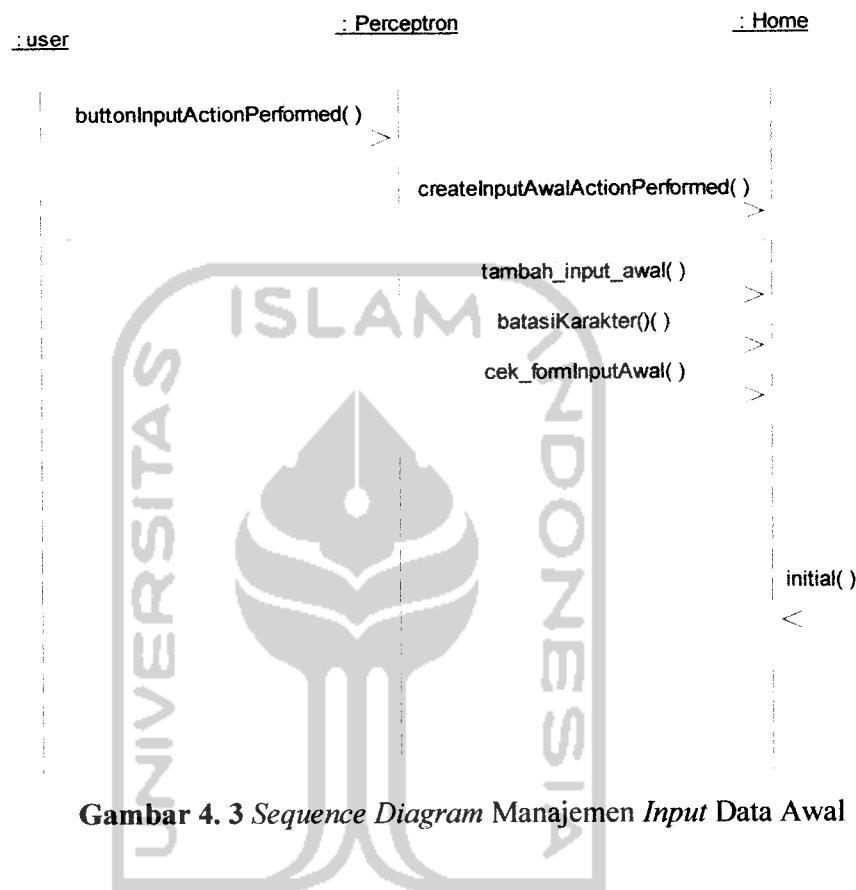 : user
: Perceptron
: Home
buttonInputActionPerformed( )
createInputAwalActionPerformed( )
tambah_input_awal( )
batasiKarakter()( )
cek_formInputAwal( )
initial( )
UNIVERSITAS
ISLAM
INDONESIA
Gambar 4. 3 Sequence Diagram Manajemen Input Data Awal